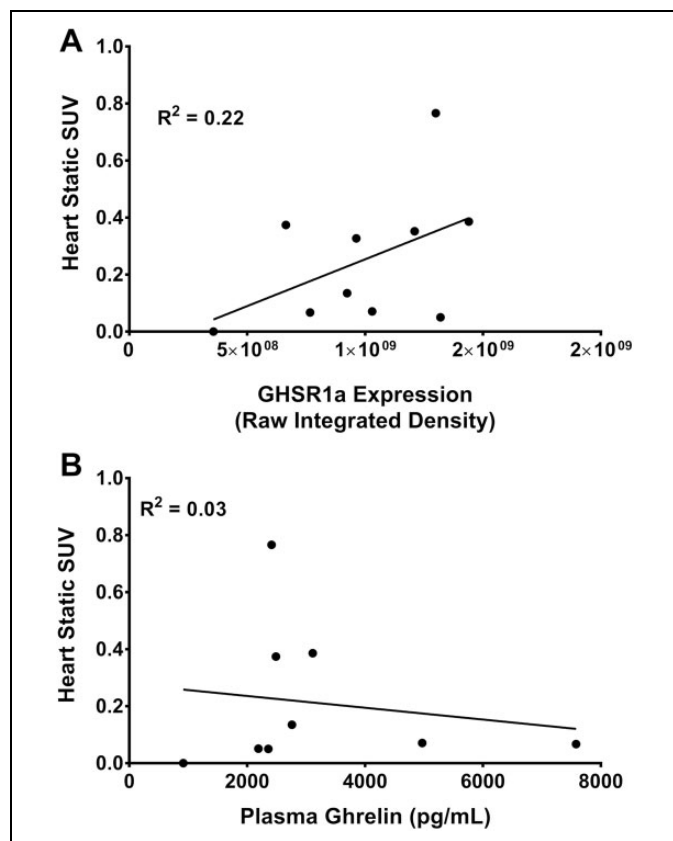 A
1.0
0.8
0.6
0.4
0.2
0.0
Heart Static SUV
R² = 0.22
0 5×10⁰⁸ 1×10⁰⁹ 2×10⁰⁹ 2×10⁰⁹
GHSR1a Expression
(Raw Integrated Density)
B
1.0
0.8
0.6
0.4
0.2
0.0
Heart Static SUV
R² = 0.03
0 2000 4000 6000 8000
Plasma Ghrelin (pg/mL)